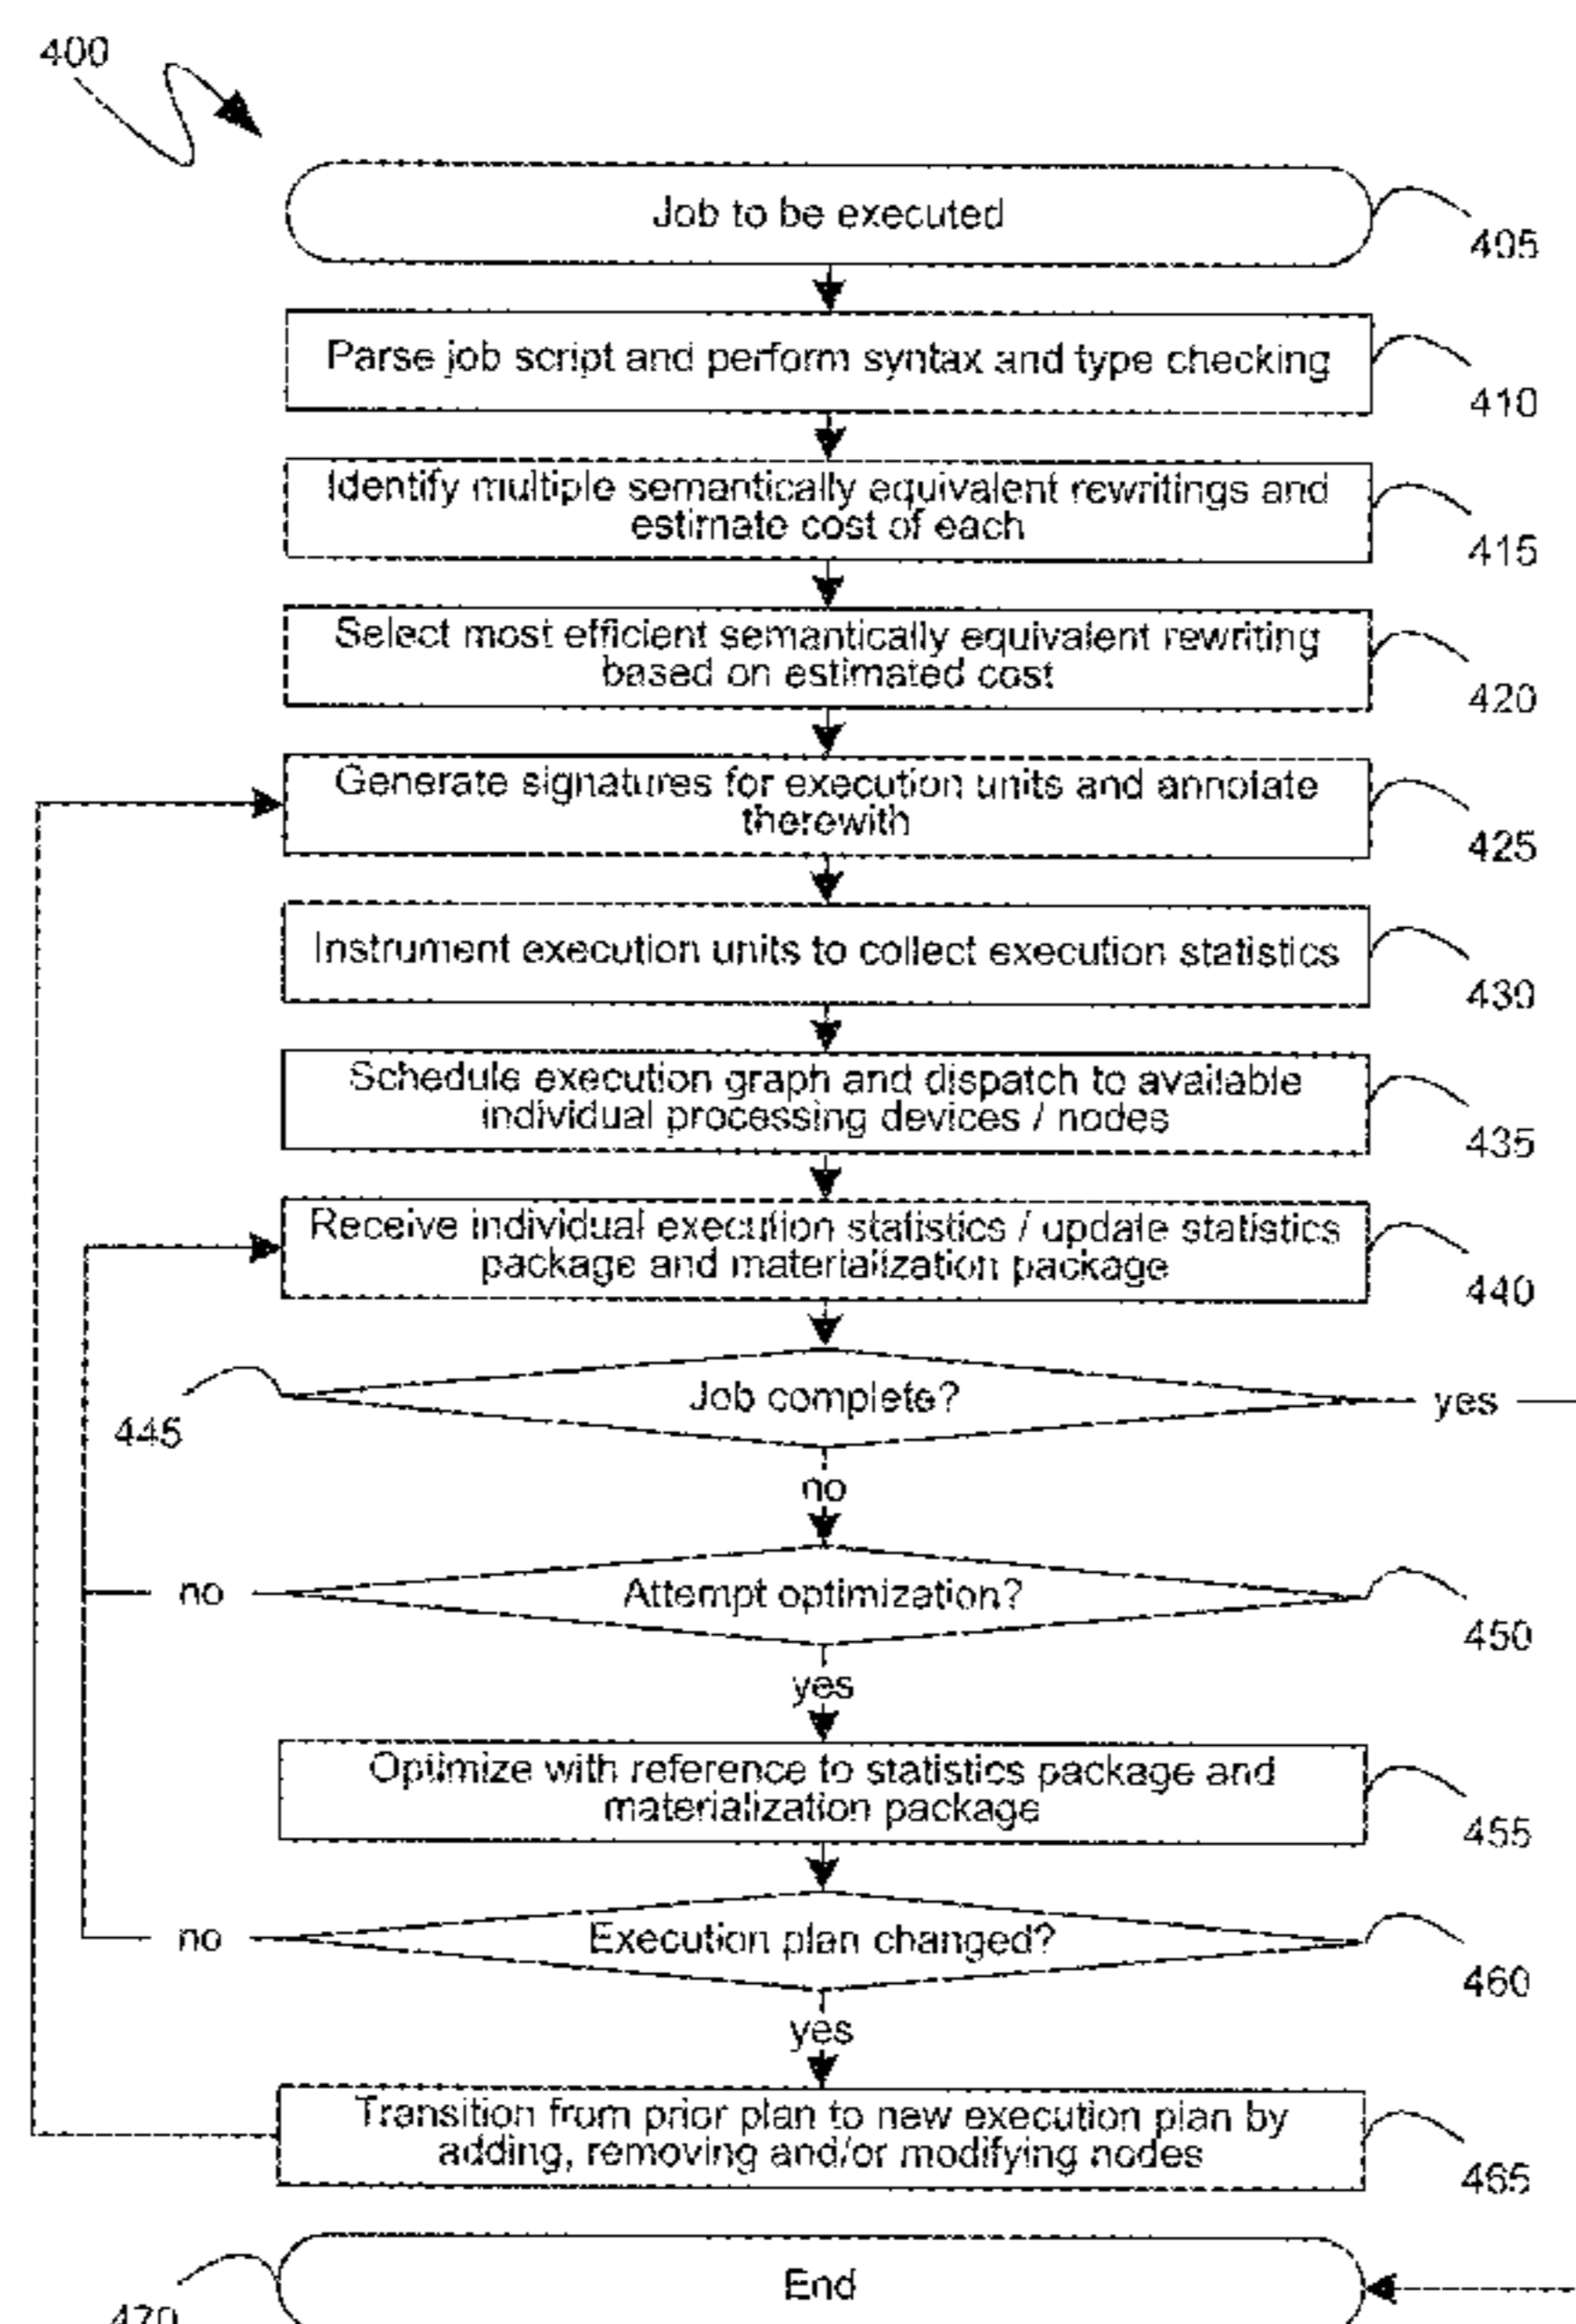 400
Job to be executed
405
Parse job script and perform syntax and type checking
410
Identify multiple semantically equivalent rewritings and
estimate cost of each
415
Select most efficient semantically equivalent rewriting
based on estimated cost
420
Generate signatures for execution units and annotate
therewith
425
Instrument execution units to collect execution statistics
430
Schedule execution graph and dispatch to available
individual processing devices / nodes
435
Receive individual execution statistics / update statistics
package and materialization package
440
Job complete?
yes
445
no
Attempt optimization?
no
450
yes
Optimize with reference to statistics package and
materialization package
455
Execution plan changed?
no
460
yes
Transition from prior plan to new execution plan by
adding, removing and/or modifying nodes
465
End
470